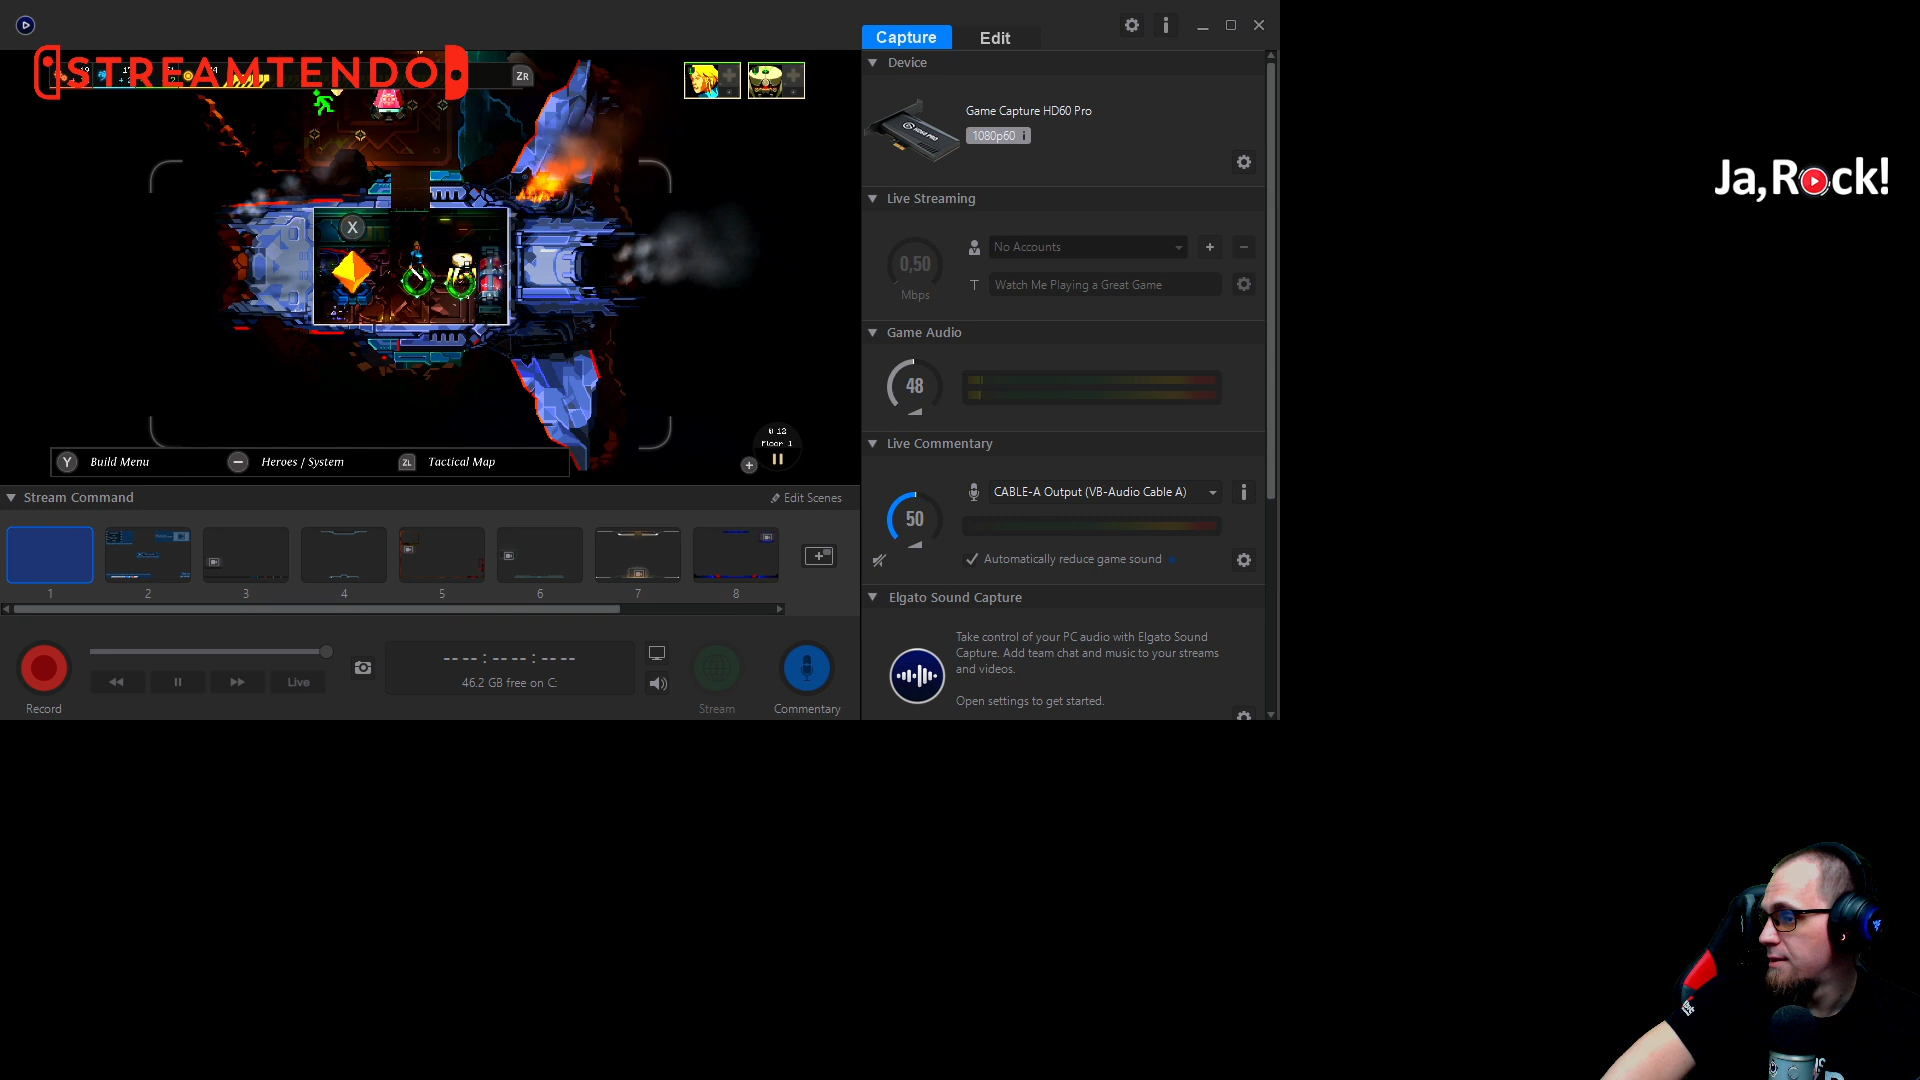 Capture
Edit
STREAMTENDO
ZR
Device
Game Capture HD60 Pro
1080p60 i
Ja, Rock!
Live Streaming
No Accounts
0,50
Mbps
T
Watch Me Playing a Great Game
X
Game Audio
48
12
Floor 1
Y Build Menu
Heroes / System
ZL Tactical Map
Live Commentary
CABLE-A Output (VB-Audio Cable A)
50
Automatically reduce game sound
Stream Command
Edit Scenes
1 2 3 4 5 6 7 8
Elgato Sound Capture
Take control of your PC audio with Elgato Sound
Capture. Add team chat and music to your streams
and videos.
Open settings to get started.
-- -- : -- -- : -- --
46.2 GB free on C:
Live
Record
Stream
Commentary